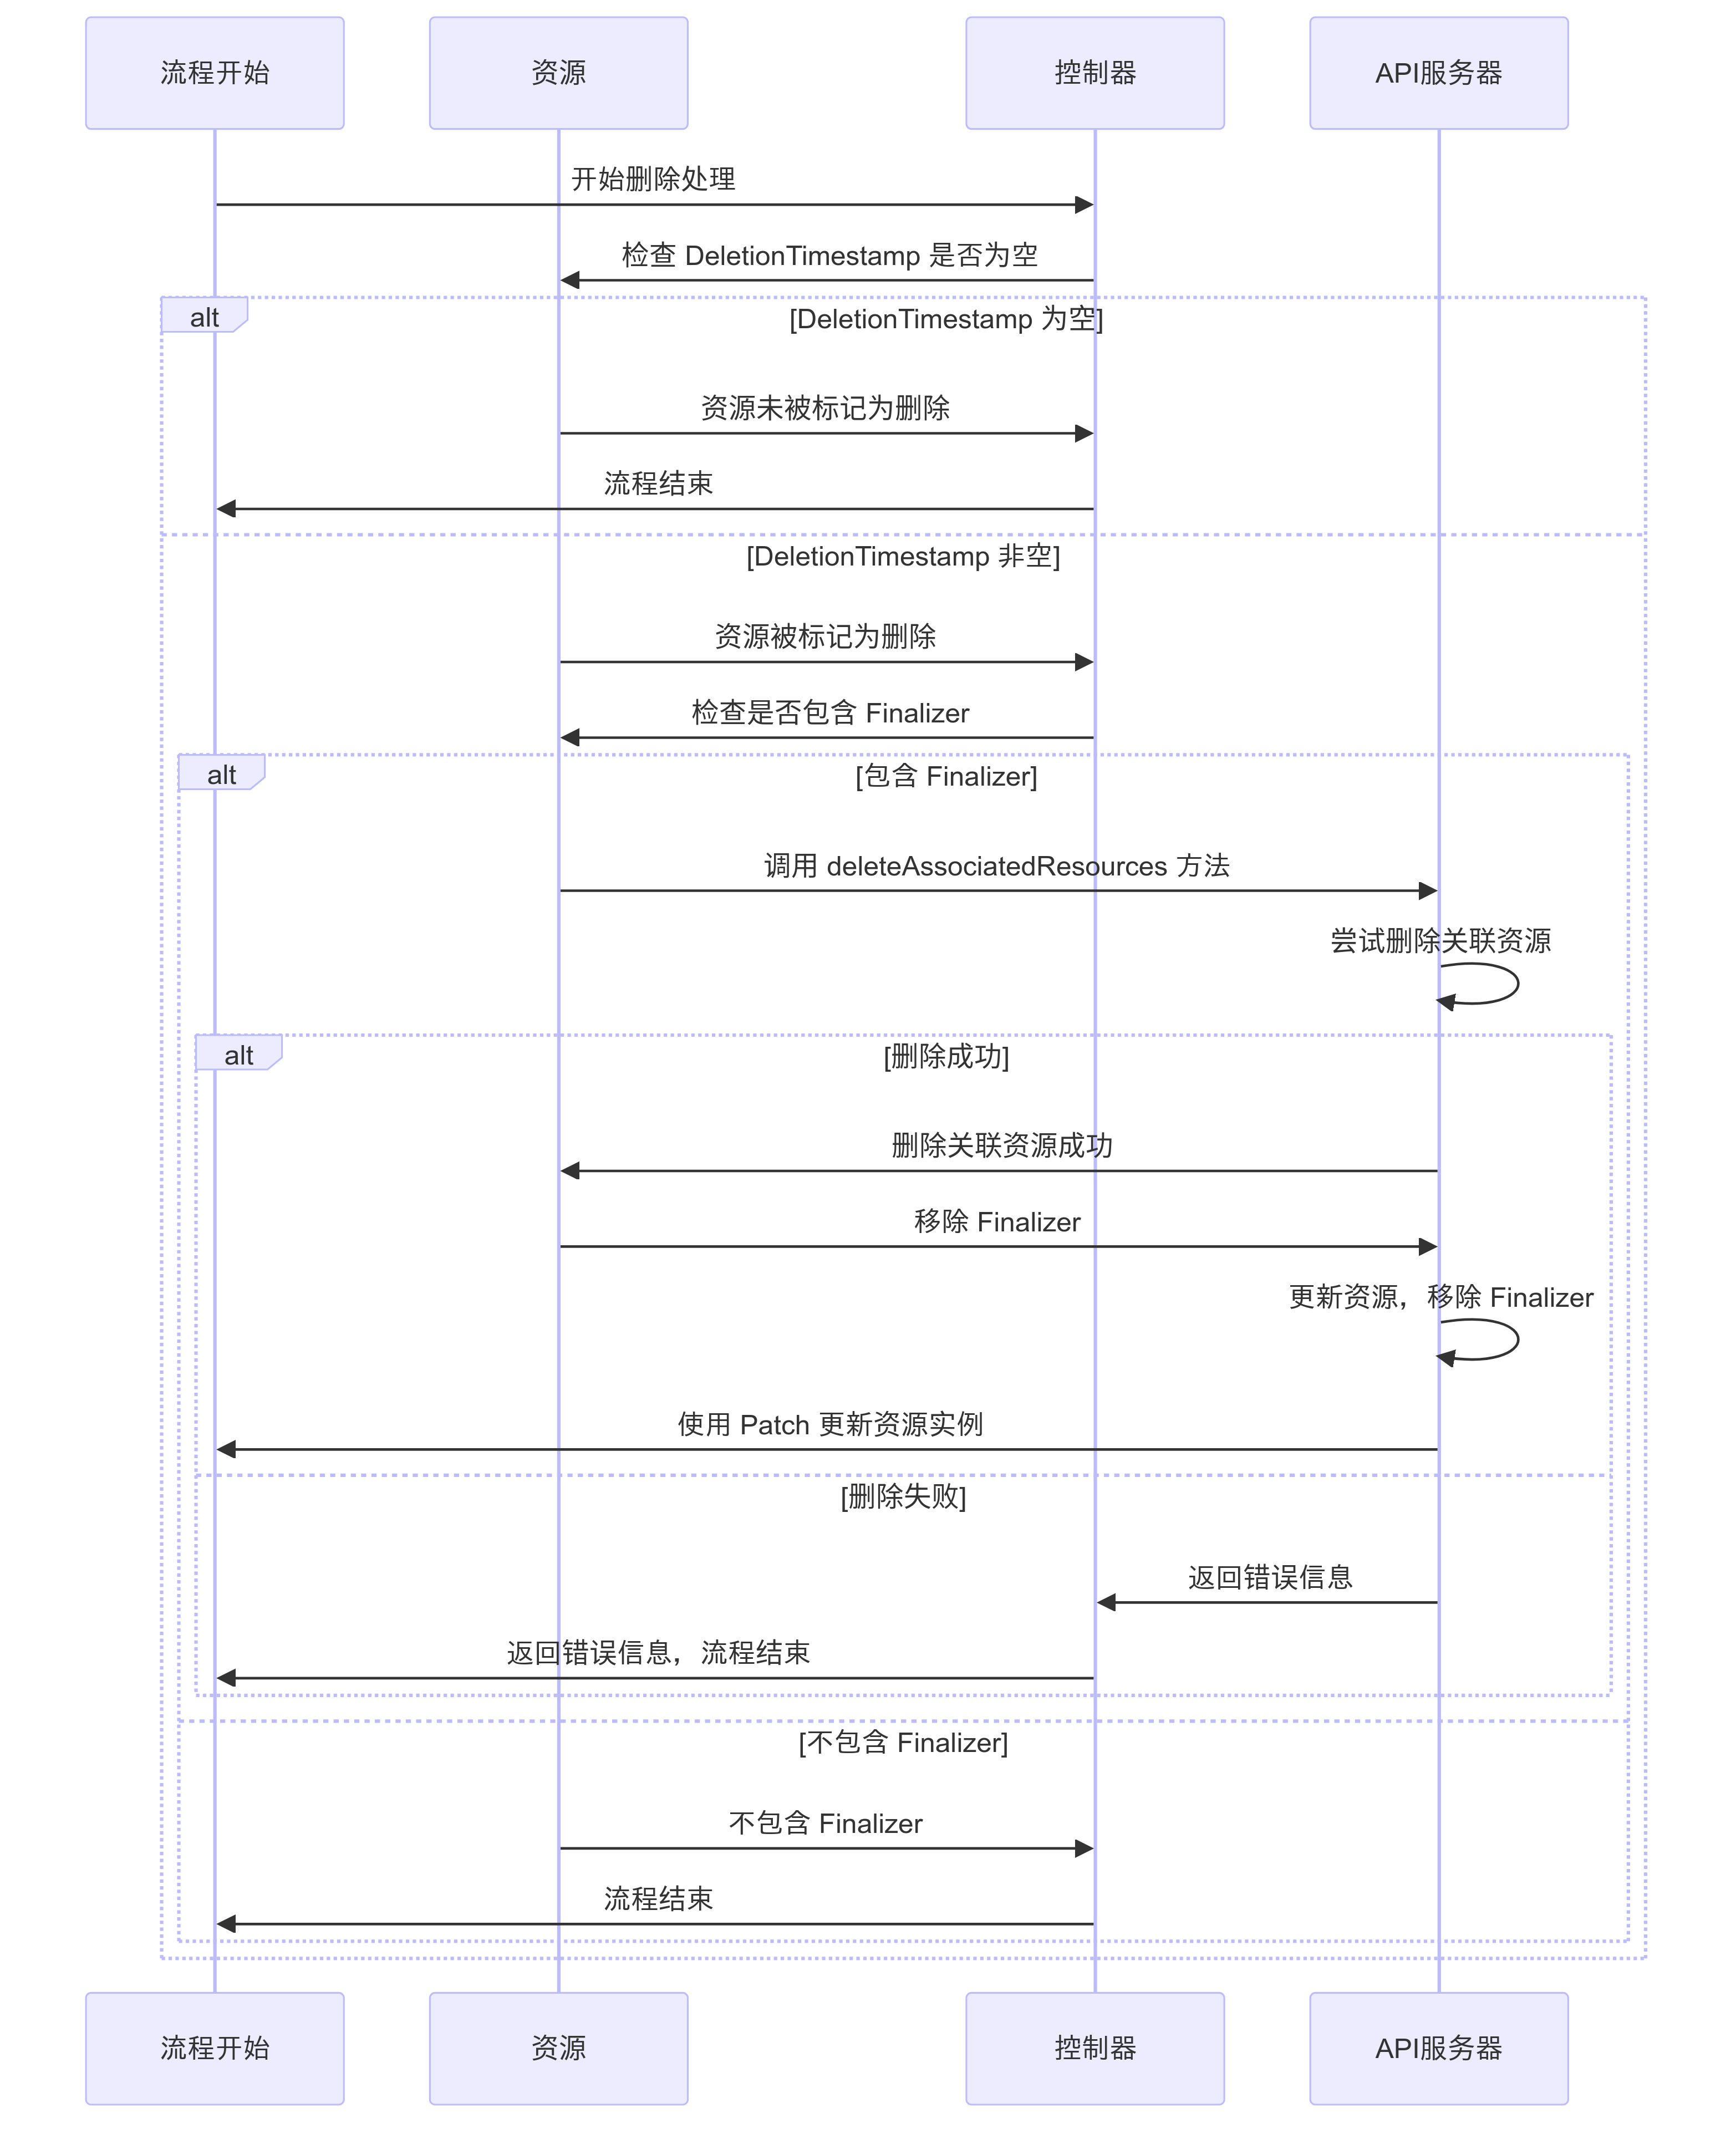 流程开始
资源
控制器
API服务器
开始删除处理
检查 DeletionTimestamp 是否为空
alt
[DeletionTimestamp 为空]
资源未被标记为删除
流程结束
[DeletionTimestamp 非空]
资源被标记为删除
检查是否包含 Finalizer
alt
[包含 Finalizer]
调用 deleteAssociatedResources 方法
尝试删除关联资源
alt
[删除成功]
删除关联资源成功
移除 Finalizer
更新资源，移除 Finalizer
使用 Patch 更新资源实例
[删除失败]
返回错误信息
返回错误信息，流程结束
[不包含 Finalizer]
不包含 Finalizer
流程结束
流程开始
资源
控制器
API服务器